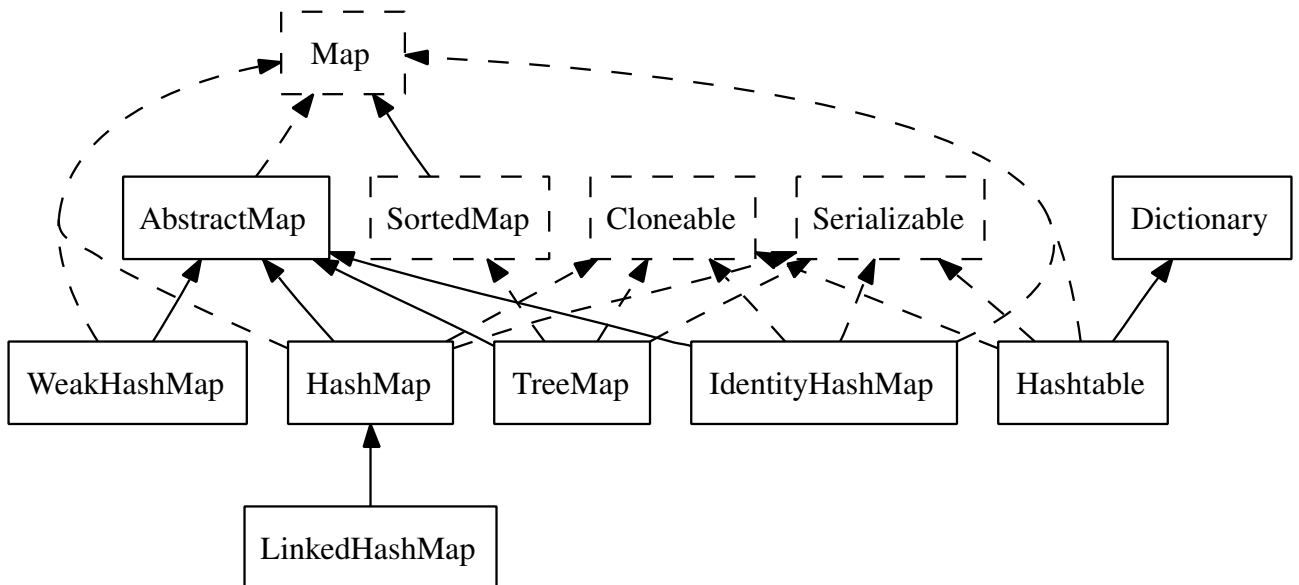 Map
AbstractMap
SortedMap
Cloneable
Serializable
Dictionary
WeakHashMap
HashMap
TreeMap
IdentityHashMap
Hashtable
LinkedHashMap